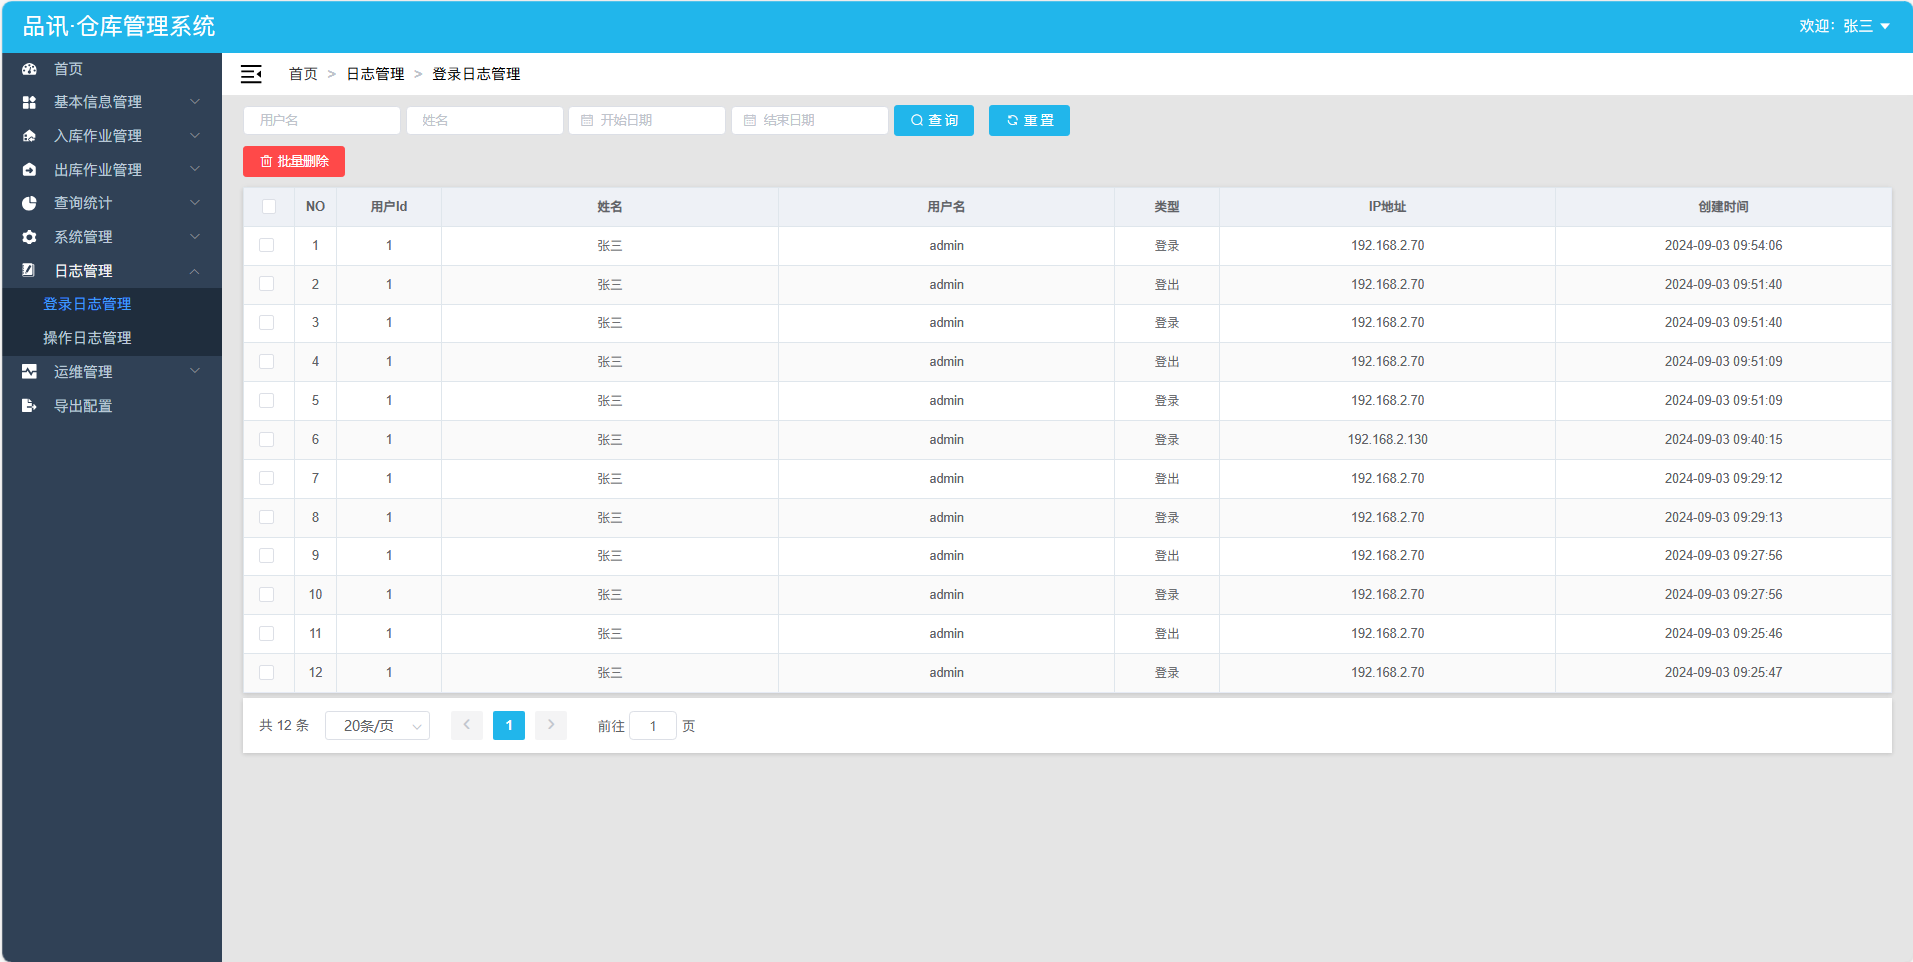 品讯·仓库管理系统
欢迎：张三
首页
基本信息管理
入库作业管理
出库作业管理
查询统计
系统管理
日志管理
登录日志管理
操作日志管理
运维管理
导出配置
首页 > 日志管理 > 登录日志管理
用户名 姓名 开始日期 结束日期 查询 重置
批量删除
NO 用户Id 姓名 用户名 类型 IP地址 创建时间
1 1 张三 admin 登录 192.168.2.70 2024-09-03 09:54:06
2 1 张三 admin 登出 192.168.2.70 2024-09-03 09:51:40
3 1 张三 admin 登录 192.168.2.70 2024-09-03 09:51:40
4 1 张三 admin 登出 192.168.2.70 2024-09-03 09:51:09
5 1 张三 admin 登录 192.168.2.70 2024-09-03 09:51:09
6 1 张三 admin 登录 192.168.2.130 2024-09-03 09:40:15
7 1 张三 admin 登出 192.168.2.70 2024-09-03 09:29:12
8 1 张三 admin 登录 192.168.2.70 2024-09-03 09:29:13
9 1 张三 admin 登出 192.168.2.70 2024-09-03 09:27:56
10 1 张三 admin 登录 192.168.2.70 2024-09-03 09:27:56
11 1 张三 admin 登出 192.168.2.70 2024-09-03 09:25:46
12 1 张三 admin 登录 192.168.2.70 2024-09-03 09:25:47
共 12 条 20条/页 1 前往 1 页